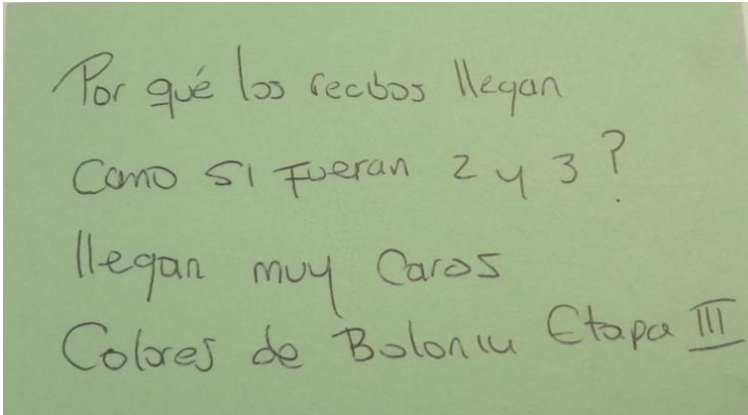 Por qué los recibos llegan
Como si Fueran 2 y 3?
llegan muy Caros
Colores de Bolonia Etapa III